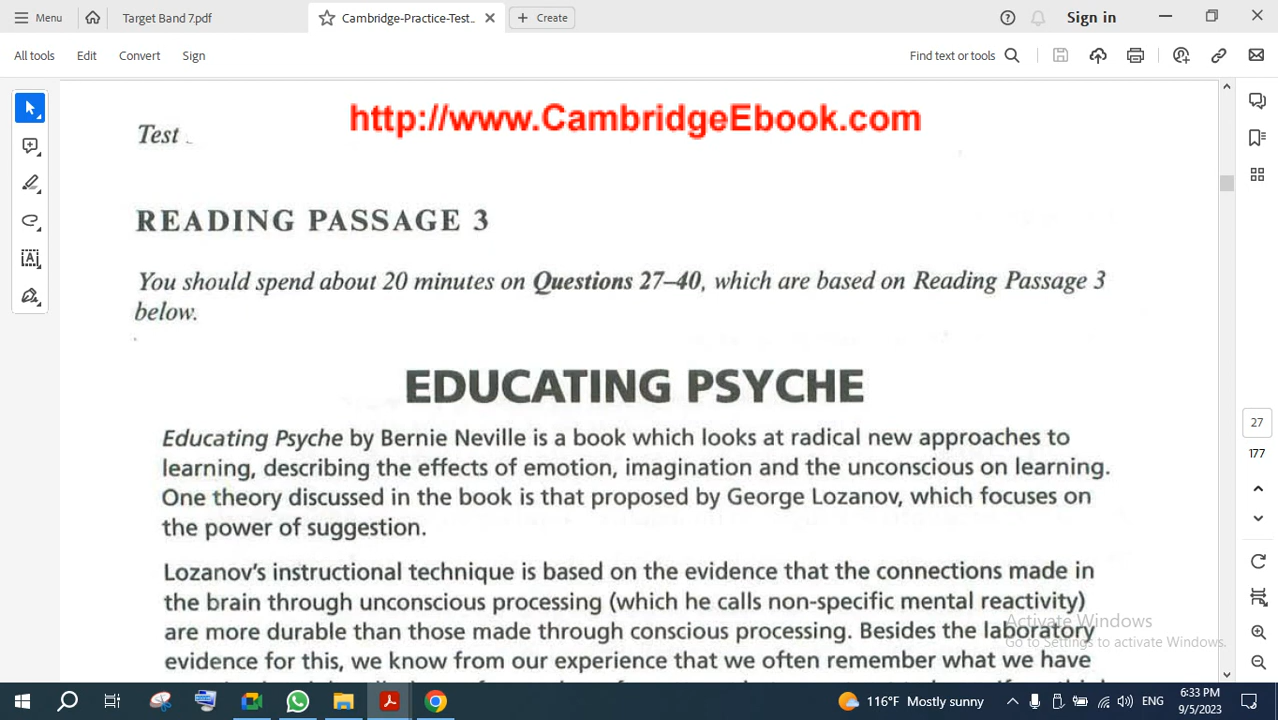 Menu
Target Band 7.pdf
Cambridge-Practice-Test...
Create
Sign in
All tools
Edit
Convert
Sign
Find text or tools
Test
http://www.CambridgeEbook.com
READING PASSAGE 3
You should spend about 20 minutes on Questions 27–40, which are based on Reading Passage 3
below.
EDUCATING PSYCHE
Educating Psyche by Bernie Neville is a book which looks at radical new approaches to
learning, describing the effects of emotion, imagination and the unconscious on learning.
One theory discussed in the book is that proposed by George Lozanov, which focuses on
the power of suggestion.
Lozanov's instructional technique is based on the evidence that the connections made in
the brain through unconscious processing (which he calls non-specific mental reactivity)
are more durable than those made through conscious processing. Besides the laboratory
evidence for this, we know from our experience that we often remember what we have
27
177
Activate Windows
Go to Settings to activate Windows.
116°F Mostly sunny
ENG
6:33 PM
9/5/2023